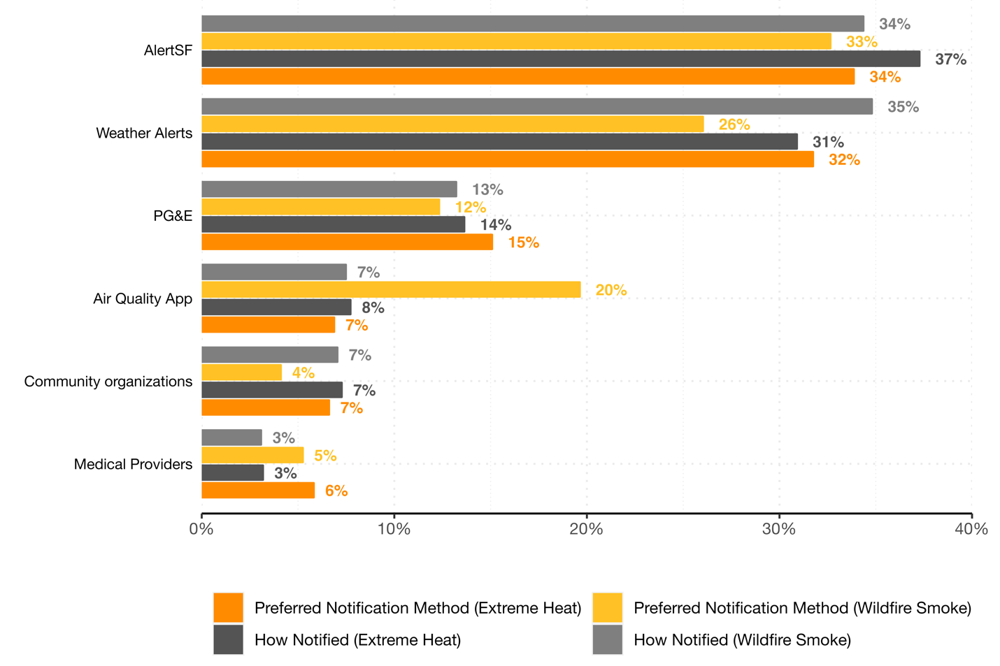 34%
33%
AlertSF
37%
34%
35%
26%
Weather Alerts
31%
32%
13%
12%
PG&E
14%
15%
7%
20%
Air Quality App
8%
7%
7%
4%
Community organizations
7%
7%
3%
5%
Medical Providers
3%
6%
0% 10% 20% 30% 40%
Preferred Notification Method (Extreme Heat) Preferred Notification Method (Wildfire Smoke)
How Notified (Extreme Heat) How Notified (Wildfire Smoke)